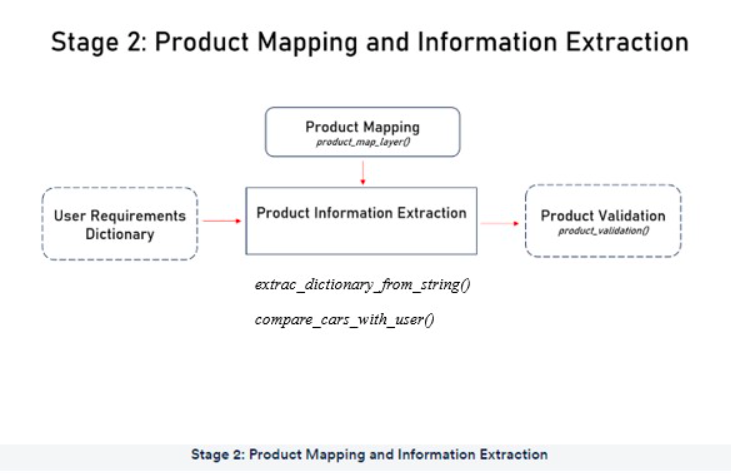 Stage 2: Product Mapping and Information Extraction
Product Mapping
product_map_layer()
User Requirements
Dictionary
Product Information Extraction
Product Validation
product_validation()
extrac_dictionary_from_string()
compare_cars_with_user()
Stage 2: Product Mapping and Information Extraction